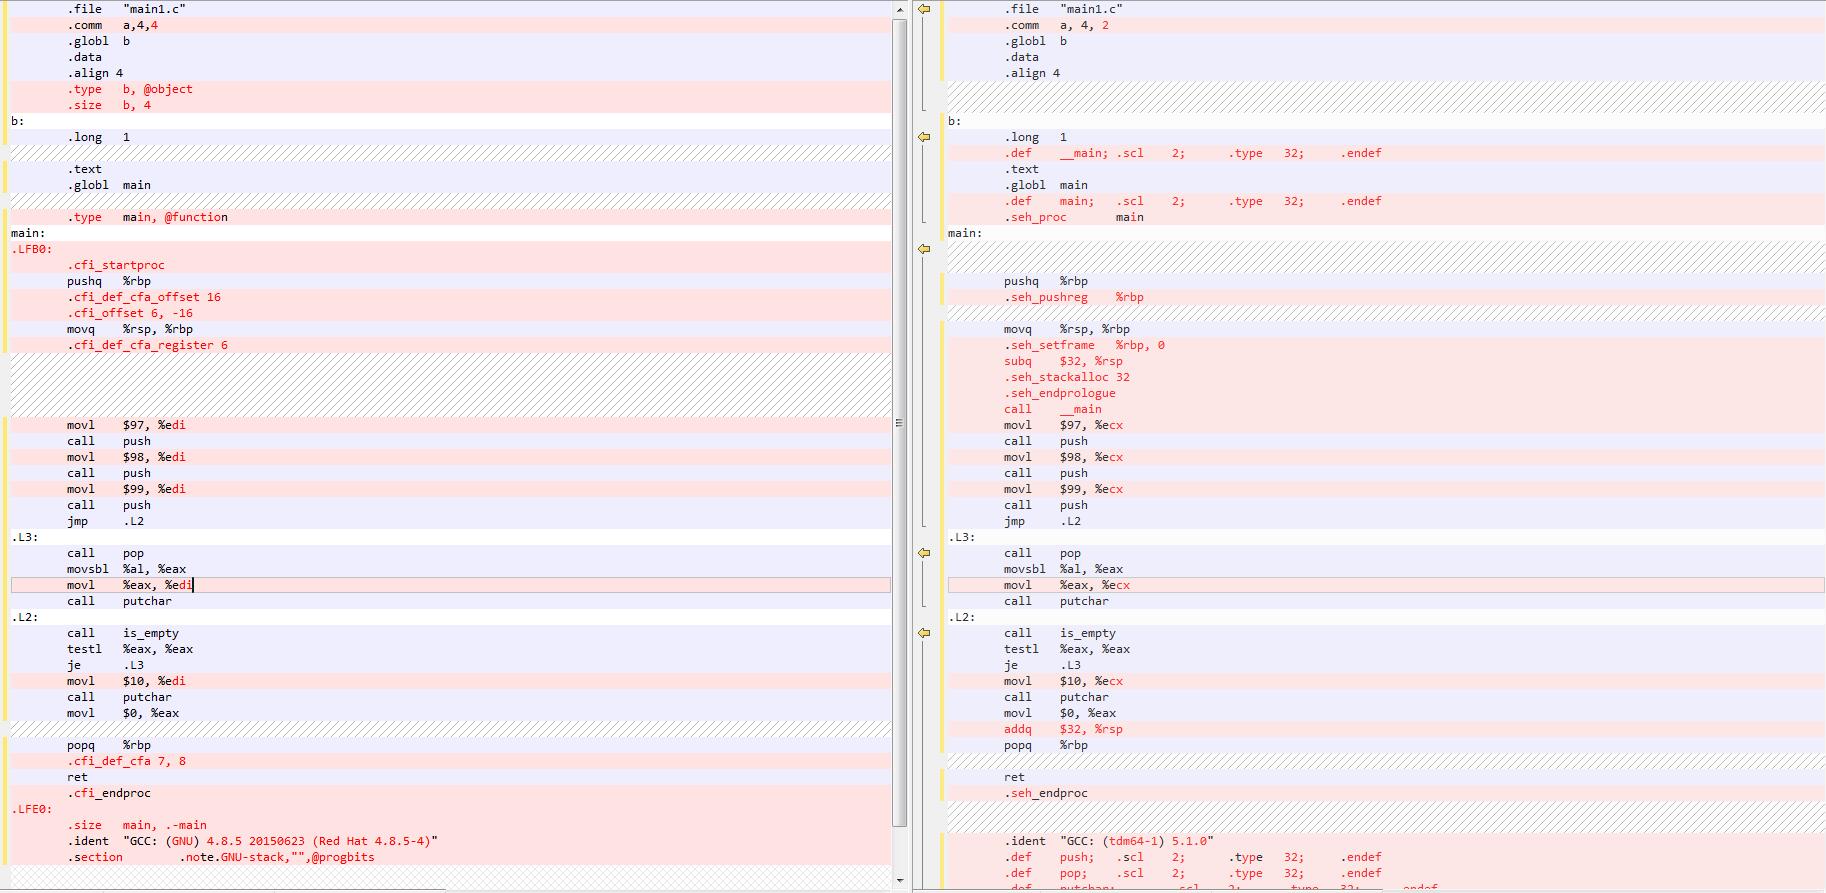 .file "main1.c"
.comm a,4,4
.globl b
.data
.align 4
.type b, @object
.size b, 4
b:
.long 1
.text
.globl main
.type main, @function
main:
.LFB0:
.cfi_startproc
pushq %rbp
.cfi_def_cfa_offset 16
.cfi_offset 6, -16
movq %rsp, %rbp
.cfi_def_cfa_register 6
movl $97, %edi
call push
movl $98, %edi
call push
movl $99, %edi
call push
jmp .L2
.L3:
call pop
movsbl %al, %eax
movl %eax, %edi
call putchar
.L2:
call is_empty
testl %eax, %eax
je .L3
movl $10, %edi
call putchar
movl $0, %eax
popq %rbp
.cfi_def_cfa 7, 8
ret
.cfi_endproc
.LFE0:
.size main, .-main
.ident "GCC: (GNU) 4.8.5 20150623 (Red Hat 4.8.5-4)"
.section .note.GNU-stack,"",@progbits
.file "main1.c"
.comm a, 4, 2
.globl b
.data
.align 4
b:
.long 1
.def __main; .scl 2; .type 32; .endef
.text
.globl main
.def main; .scl 2; .type 32; .endef
.seh_proc main
main:
pushq %rbp
.seh_pushreg %rbp
movq %rsp, %rbp
.seh_setframe %rbp, 0
subq $32, %rsp
.seh_stackalloc 32
.seh_endprologue
call __main
movl $97, %ecx
call push
movl $98, %ecx
call push
movl $99, %ecx
call push
jmp .L2
.L3:
call pop
movsbl %al, %eax
movl %eax, %ecx
call putchar
.L2:
call is_empty
testl %eax, %eax
je .L3
movl $10, %ecx
call putchar
movl $0, %eax
addq $32, %rsp
popq %rbp
ret
.seh_endproc
.ident "GCC: (tdm64-1) 5.1.0"
.def push; .scl 2; .type 32; .endef
.def pop; .scl 2; .type 32; .endef
.def putchar; .scl 2; .type 32; .endef